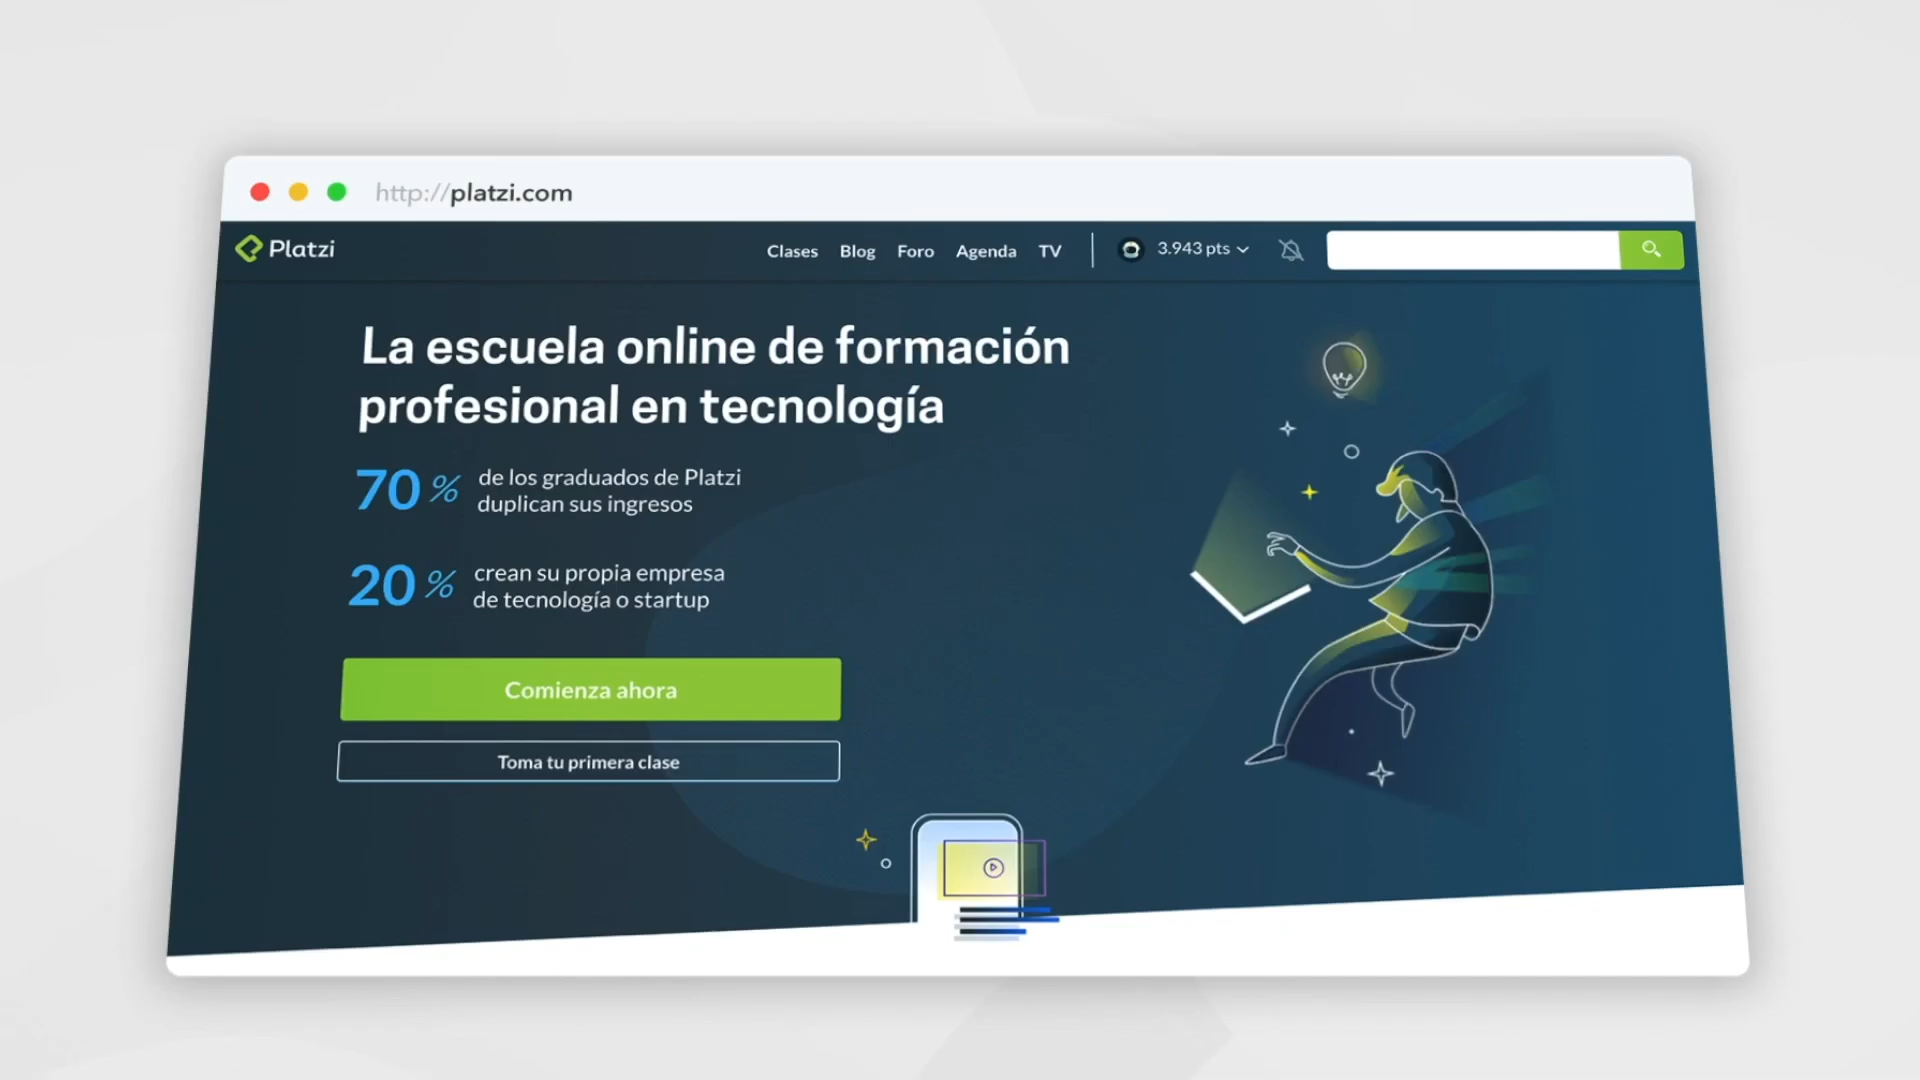 http://platzi.com
Platzi
Clases Blog Foro Agenda TV 3.943 pts
La escuela online de formación
profesional en tecnología
70 % de los graduados de Platzi
duplican sus ingresos
20 % crean su propia empresa
de tecnología o startup
Comienza ahora
Toma tu primera clase